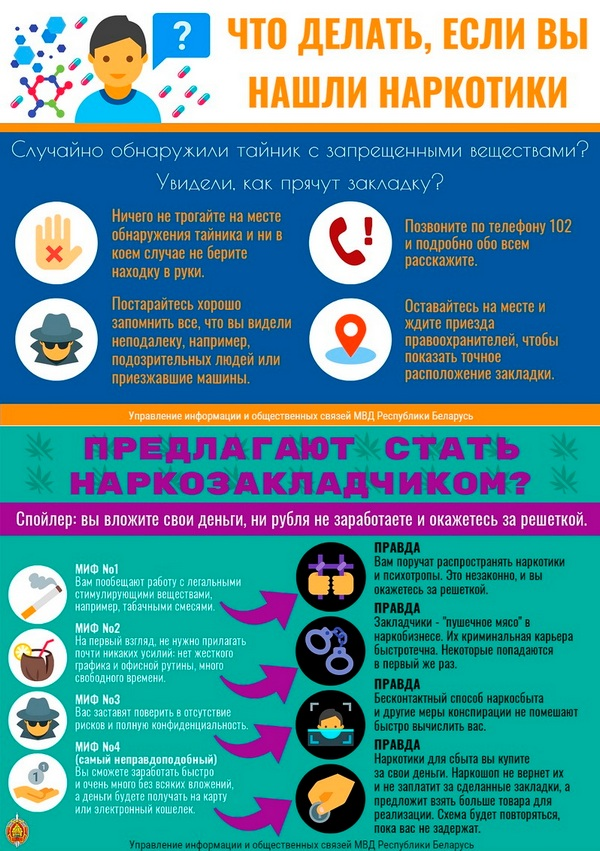 ?
ЧТО ДЕЛАТЬ, ЕСЛИ ВЫ
НАШЛИ НАРКОТИКИ
Случайно обнаружили тайник с запрещенными веществами?
Увидели, как прячут закладку?
Ничего не трогайте на месте
обнаружения тайника и ни в
коем случае не берите
находку в руки.
Позвоните по телефону 102
и подробно обо всем
расскажите.
Постарайтесь хорошо
запомнить все, что вы видели
неподалеку, например,
подозрительных людей или
приезжавшие машины.
Оставайтесь на месте и
ждите приезда
правоохранителей, чтобы
показать точное
расположение закладки.
Управление информации и общественных связей МВД Республики Беларусь
ПРЕДЛАГАЮТ СТАТЬ
НАРКОЗАКЛАДЧИКОМ?
Спойлер: вы вложите свои деньги, ни рубля не заработаете и окажетесь за решеткой.
МИФ №1
Вам пообещают работу с легальными
стимулирующими веществами,
например, табачными смесями.
ПРАВДА
Вам поручат распространять наркотики
и психотропы. Это незаконно, и вы
окажетесь за решеткой.
МИФ №2
На первый взгляд, не нужно прилагать
почти никаких усилий: нет жесткого
графика и офисной рутины, много
свободного времени.
ПРАВДА
Закладчики - "пушечное мясо" в
наркобизнесе. Их криминальная карьера
быстротечна. Некоторые попадаются
в первый же раз.
МИФ №3
Вас заставят поверить в отсутствие
рисков и полную конфиденциальность.
ПРАВДА
Бесконтактный способ наркосбыта
и другие меры конспирации не помешают
быстро вычислить вас.
МИФ №4
(самый неправдоподобный)
Вы сможете заработать быстро
и очень много без всяких вложений,
а деньги будете получать на карту
или электронный кошелек.
ПРАВДА
Наркотики для сбыта вы купите
за свои деньги. Наркошоп не вернет их
и не заплатит за сделанные закладки, а
предложит взять больше товара для
реализации. Схема будет повторяться,
пока вас не задержат.
Управление информации и общественных связей МВД Республики Беларусь